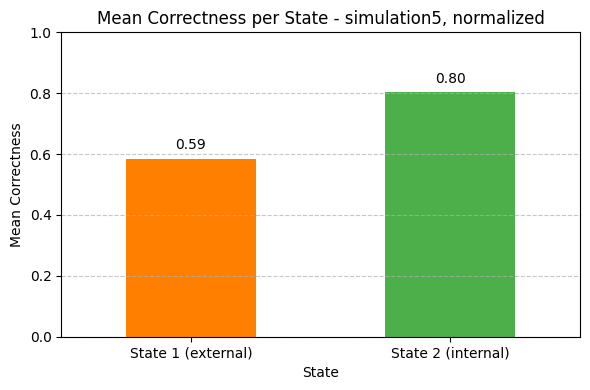 Mean Correctness per State - simulation5, normalized
1.0
0.8
0.6
0.4
0.2
0.0
Mean Correctness
0.59
0.80
State 1 (external)
State 2 (internal)
State